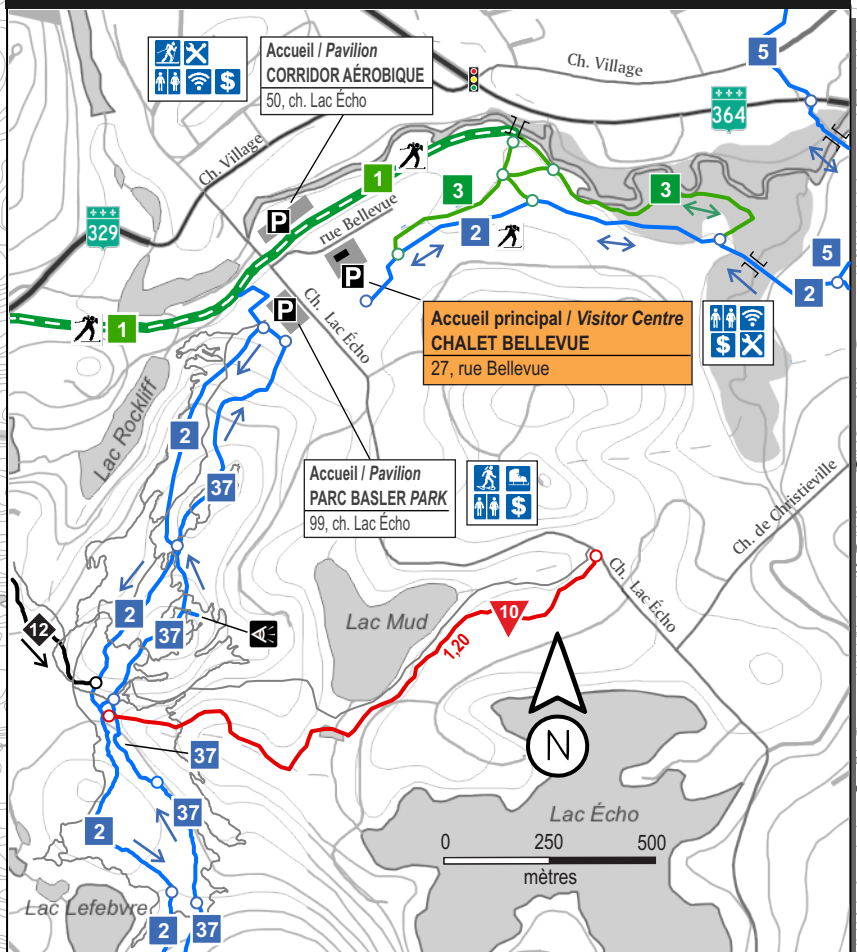 5
Accueil / Pavilion
CORRIDOR AÉROBIQUE
50, ch. Lac Écho
$
Ch. Village
364
Ch. Village
1
3
3
P
rue Bellevue
329
2
5
P
2
1
P
Ch. Lac Écho
Accueil principal / Visitor Centre
CHALET BELLEVUE
27, rue Bellevue
$
Lac Rockliff
2
37
Accueil / Pavilion
PARC BASLER PARK
99, ch. Lac Écho
$
Ch. de Christieville
Ch. Lac Écho
Lac Mud
10
1,20
2
12
37
N
37
37
2
Lac Écho
0 250 500
mètres
Lac Lefebvre
2
37